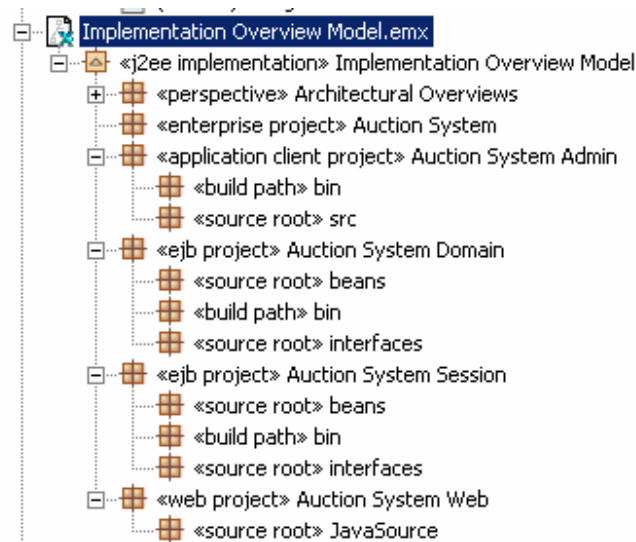 Implementation Overview Model.emx
«j2ee implementation» Implementation Overview Model
«perspective» Architectural Overviews
«enterprise project» Auction System
«application client project» Auction System Admin
«build path» bin
«source root» src
«ejb project» Auction System Domain
«source root» beans
«build path» bin
«source root» interfaces
«ejb project» Auction System Session
«source root» beans
«build path» bin
«source root» interfaces
«web project» Auction System Web
«source root» JavaSource